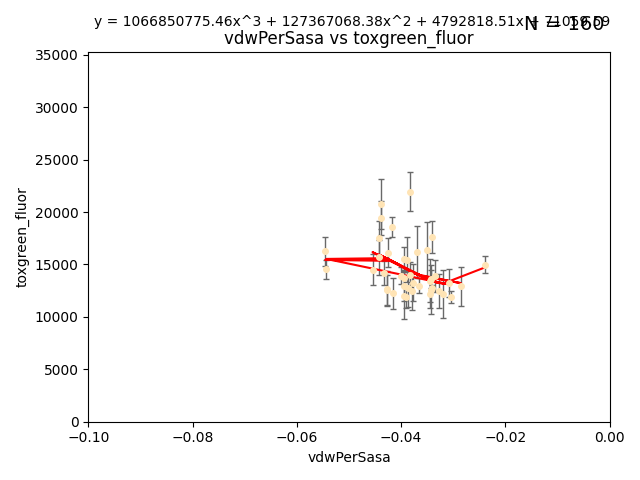 y = 1066850775.46x^3 + 127367068.38x^2 + 4792818.51x + 71059.59
N = 160
vdwPerSasa vs toxgreen_fluor
35000
30000
25000
20000
15000
10000
5000
0
toxgreen_fluor
−0.10
−0.08
−0.06
−0.04
−0.02
0.00
vdwPerSasa